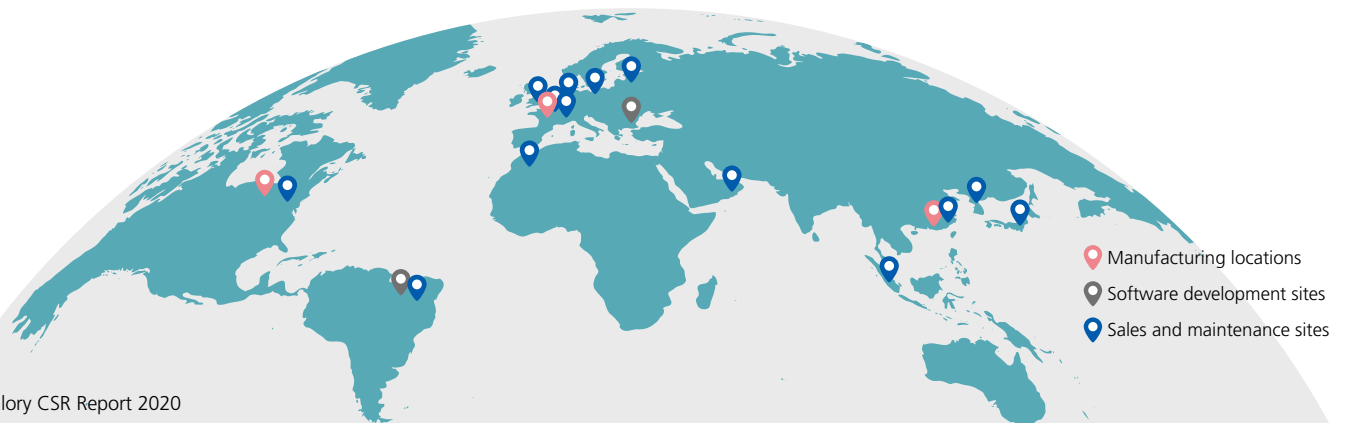 Manufacturing locations
Software development sites
Sales and maintenance sites
lory CSR Report 2020